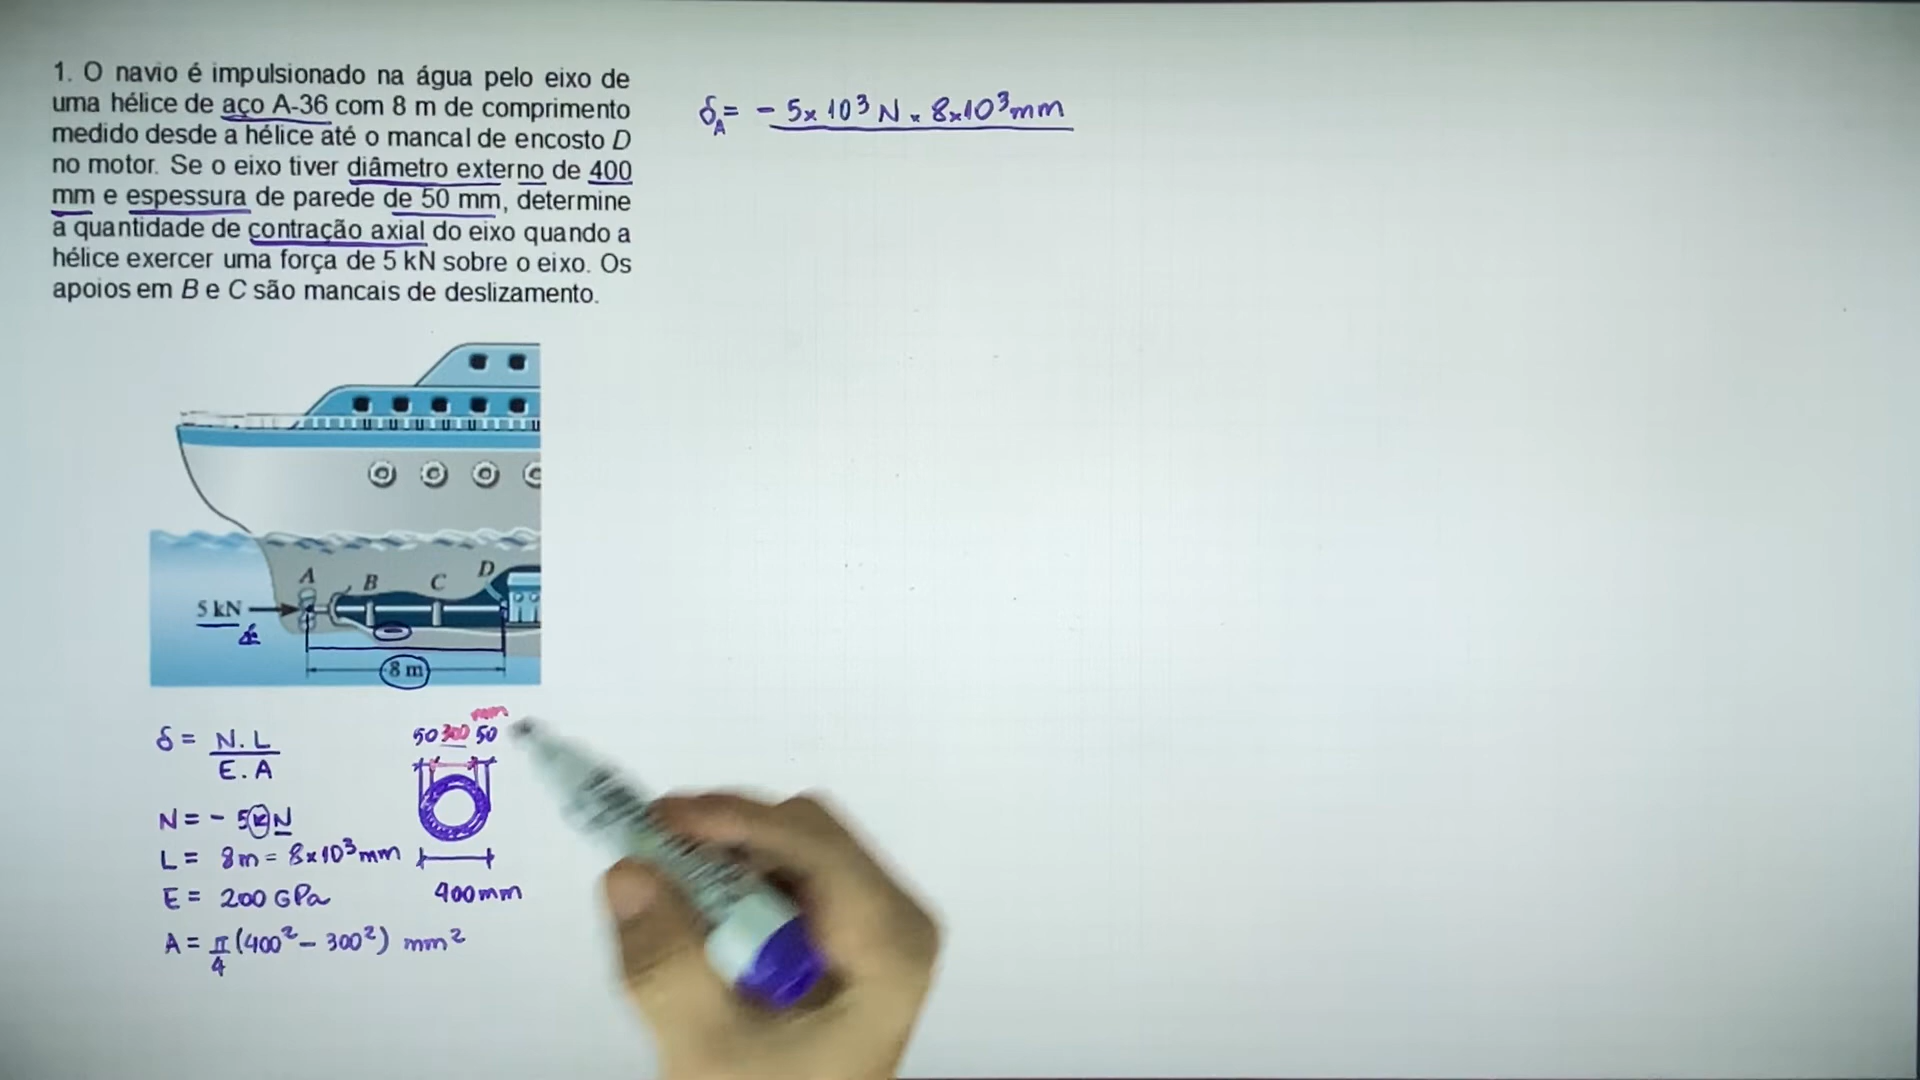 1. O navio é impulsionado na água pelo eixo de
uma hélice de aço A-36 com 8 m de comprimento
medido desde a hélice até o mancal de encosto D
no motor. Se o eixo tiver diâmetro externo de 400
mm e espessura de parede de 50 mm, determine
a quantidade de contração axial do eixo quando a
hélice exercer uma força de 5 kN sobre o eixo. Os
apoios em B e C são mancais de deslizamento.
δA = - 5x10³N x 8x10³mm
A B C D
5 kN
8 m
δ = N.L
E.A
N = - 5kN
L = 8m = 8x10³mm
E = 200 GPa
A = π/4 (400² - 300²) mm²
mm
50 300 50
400mm